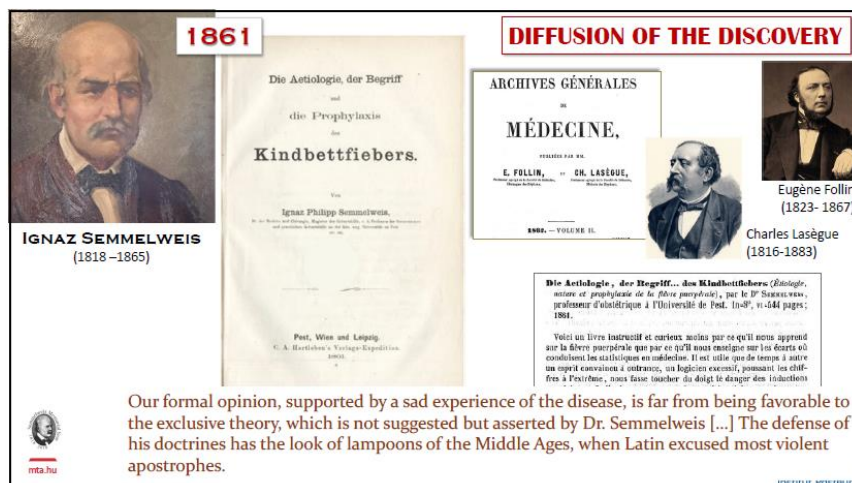 1861
DIFFUSION OF THE DISCOVERY
IGNAZ SEMMELWEIS
(1818 –1865)
Die Aetiologie, der Begriff
und
die Prophylaxis
des
Kindbettfiebers.
Von
Ignaz Philipp Semmelweis,
Pest, Wien und Leipzig.
C. A. Hartleben's Verlags-Expedition.
1861.
ARCHIVES GÉNÉRALES
DE
MÉDECINE,
PUBLIÉES PAR MM.
E. FOLLIN, ET CH. LASÈGUE,
1862. — VOLUME II.
Eugène Follin
(1823- 1867)
Charles Lasègue
(1816-1883)
Die Aetiologie, der Begriff... des Kindbettfiebers (Étiologie,
nature et prophylaxie de la fièvre puerpérale), par le Dr SEMMELWEIS,
professeur d'obstétrique à l'Université de Pest. In-8°, vi-544 pages;
1861.
Voici un livre instructif et curieux moins par ce qu'il nous apprend
sur la fièvre puerpérale que par ce qu'il nous enseigne sur les écarts où
conduisent les statistiques en médecine. Il est utile que de temps à autre
un esprit convaincu à outrance, un logicien excessif, poussant les chif-
fres à l'extrême, nous fasse toucher du doigt le danger des inductions
Our formal opinion, supported by a sad experience of the disease, is far from being favorable to
the exclusive theory, which is not suggested but asserted by Dr. Semmelweis [...] The defense of
his doctrines has the look of lampoons of the Middle Ages, when Latin excused most violent
apostrophes.
mta.hu